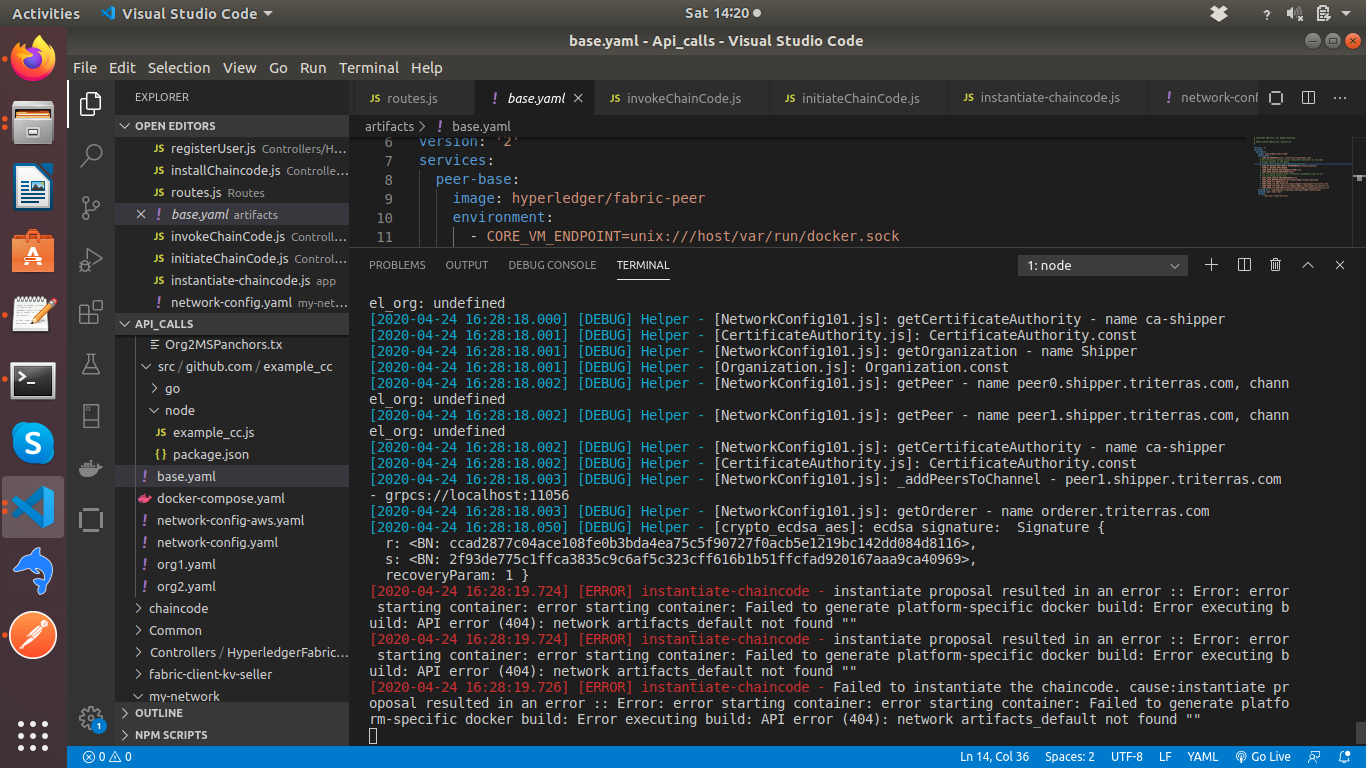 Activities
Visual Studio Code
Sat 14:20
base.yaml - Api_calls - Visual Studio Code
File Edit Selection View Go Run Terminal Help
EXPLORER
OPEN EDITORS
JS registerUser.js Controllers/H...
JS installChaincode.js Controlle...
JS routes.js Routes
! base.yaml artifacts
JS invokeChainCode.js Controll...
JS initiateChainCode.js Control...
JS instantiate-chaincode.js app
! network-config.yaml my-net...
API_CALLS
Org2MSPanchors.tx
src / github.com / example_cc
go
node
JS example_cc.js
{} package.json
! base.yaml
docker-compose.yaml
! network-config-aws.yaml
! network-config.yaml
! org1.yaml
! org2.yaml
chaincode
Common
Controllers / HyperledgerFabric...
fabric-client-kv-seller
my-network
OUTLINE
NPM SCRIPTS
JS routes.js
! base.yaml
JS invokeChainCode.js
JS initiateChainCode.js
JS instantiate-chaincode.js
! network-conf
artifacts > ! base.yaml
6 version: '2'
7 services:
8 peer-base:
9 image: hyperledger/fabric-peer
10 environment:
11 - CORE_VM_ENDPOINT=unix:///host/var/run/docker.sock
PROBLEMS OUTPUT DEBUG CONSOLE TERMINAL
1: node
el_org: undefined
[2020-04-24 16:28:18.000] [DEBUG] Helper - [NetworkConfig101.js]: getCertificateAuthority - name ca-shipper
[2020-04-24 16:28:18.001] [DEBUG] Helper - [CertificateAuthority.js]: CertificateAuthority.const
[2020-04-24 16:28:18.001] [DEBUG] Helper - [NetworkConfig101.js]: getOrganization - name Shipper
[2020-04-24 16:28:18.001] [DEBUG] Helper - [Organization.js]: Organization.const
[2020-04-24 16:28:18.002] [DEBUG] Helper - [NetworkConfig101.js]: getPeer - name peer0.shipper.triterras.com, chann
el_org: undefined
[2020-04-24 16:28:18.002] [DEBUG] Helper - [NetworkConfig101.js]: getPeer - name peer1.shipper.triterras.com, chann
el_org: undefined
[2020-04-24 16:28:18.002] [DEBUG] Helper - [NetworkConfig101.js]: getCertificateAuthority - name ca-shipper
[2020-04-24 16:28:18.002] [DEBUG] Helper - [CertificateAuthority.js]: CertificateAuthority.const
[2020-04-24 16:28:18.003] [DEBUG] Helper - [NetworkConfig101.js]: _addPeersToChannel - peer1.shipper.triterras.com
- grpcs://localhost:11056
[2020-04-24 16:28:18.003] [DEBUG] Helper - [NetworkConfig101.js]: getOrderer - name orderer.triterras.com
[2020-04-24 16:28:18.050] [DEBUG] Helper - [crypto_ecdsa_aes]: ecdsa signature:  Signature {
r: <BN: ccad2877c04ace108fe0b3bda4ea75c5f90727f0acb5e1219bc142dd084d8116>,
s: <BN: 2f93de775c1ffca3835c9c6af5c323cff616b1b51ffcfad920167aaa9ca40969>,
recoveryParam: 1 }
[2020-04-24 16:28:19.724] [ERROR] instantiate-chaincode - instantiate proposal resulted in an error :: Error: error
starting container: error starting container: Failed to generate platform-specific docker build: Error executing b
uild: API error (404): network artifacts_default not found ""
[2020-04-24 16:28:19.724] [ERROR] instantiate-chaincode - instantiate proposal resulted in an error :: Error: error
starting container: error starting container: Failed to generate platform-specific docker build: Error executing b
uild: API error (404): network artifacts_default not found ""
[2020-04-24 16:28:19.726] [ERROR] instantiate-chaincode - Failed to instantiate the chaincode. cause:instantiate pr
oposal resulted in an error :: Error: error starting container: error starting container: Failed to generate platfo
rm-specific docker build: Error executing build: API error (404): network artifacts_default not found ""
1
0 0
Ln 14, Col 36
Spaces: 2
UTF-8
LF
YAML
Go Live